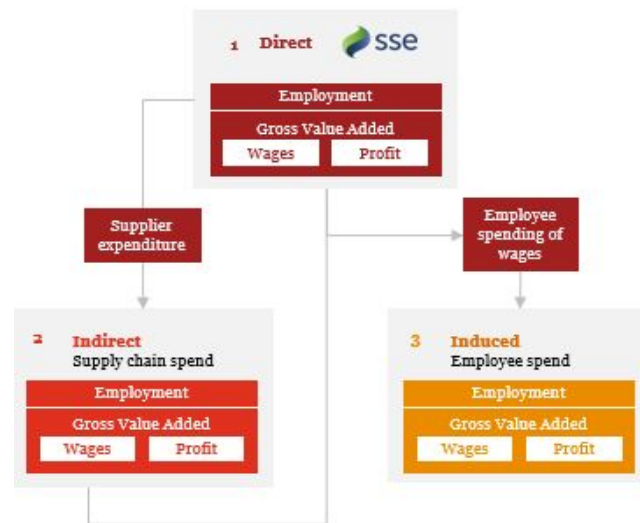 1 Direct sse
Employment
Gross Value Added
Wages Profit
Supplier
expenditure
Employee
spending of
wages
2 Indirect
Supply chain spend
Employment
Gross Value Added
Wages Profit
3 Induced
Employee spend
Employment
Gross Value Added
Wages Profit